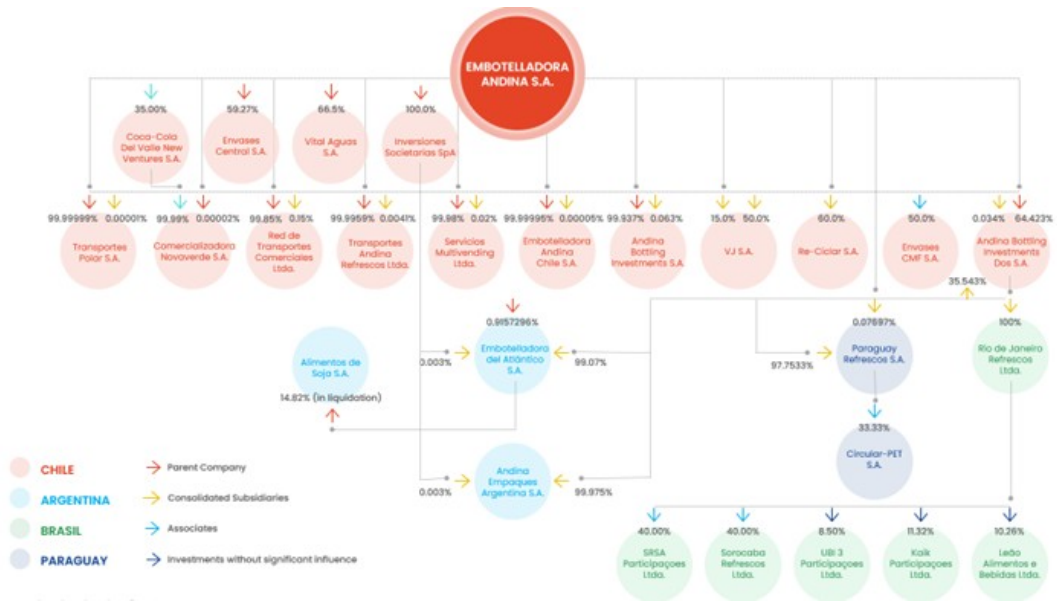 EMBOTELLADORA
ANDINA S.A.
35.00%
Coca-Cola
Del Valle New
Ventures S.A.
59.27%
Envases
Central S.A.
66.5%
Vital Aguas
S.A.
100.0%
Inversiones
Societarias SpA
99.99999% 0.00001%
Transportes
Polar S.A.
99.99% 0.00002%
Comercializadora
Novaverde S.A.
99.85% 0.15%
Red de
Transportes
Comerciales
Ltda.
99.9959% 0.0041%
Transportes
Andina
Refrescos Ltda.
99.98% 0.02%
Servicios
Multivending
Ltda.
99.99995% 0.00005%
Embotelladora
Andina
Chile S.A.
99.937% 0.063%
Andina
Bottling
Investments S.A.
15.0% 50.0%
VJ S.A.
60.0%
Re-Ciclar S.A.
50.0%
Envases
CMF S.A.
0.034% 64.423%
Andina Bottling
Investments
Dos S.A.
35.543%
Alimentos de
Soja S.A.
14.82% (in liquidation)
0.9157296%
0.003%
Embotelladora
del Atlántico
S.A.
99.07%
0.07697%
97.7533%
Paraguay
Refrescos S.A.
100%
Rio de Janeiro
Refrescos
Ltda.
33.33%
Circular-PET
S.A.
0.003%
Andina
Empaques
Argentina S.A.
99.975%
40.00%
SRSA
Participaçoes
Ltda.
40.00%
Sorocaba
Refrescos
Ltda.
8.50%
UBI 3
Participaçoes
Ltda.
11.32%
Kaik
Participaçoes
Ltda.
10.26%
Leão
Alimentos e
Bebidas Ltda.
CHILE
Parent Company
ARGENTINA
Consolidated Subsidiaries
BRASIL
Associates
PARAGUAY
Investments without significant influence